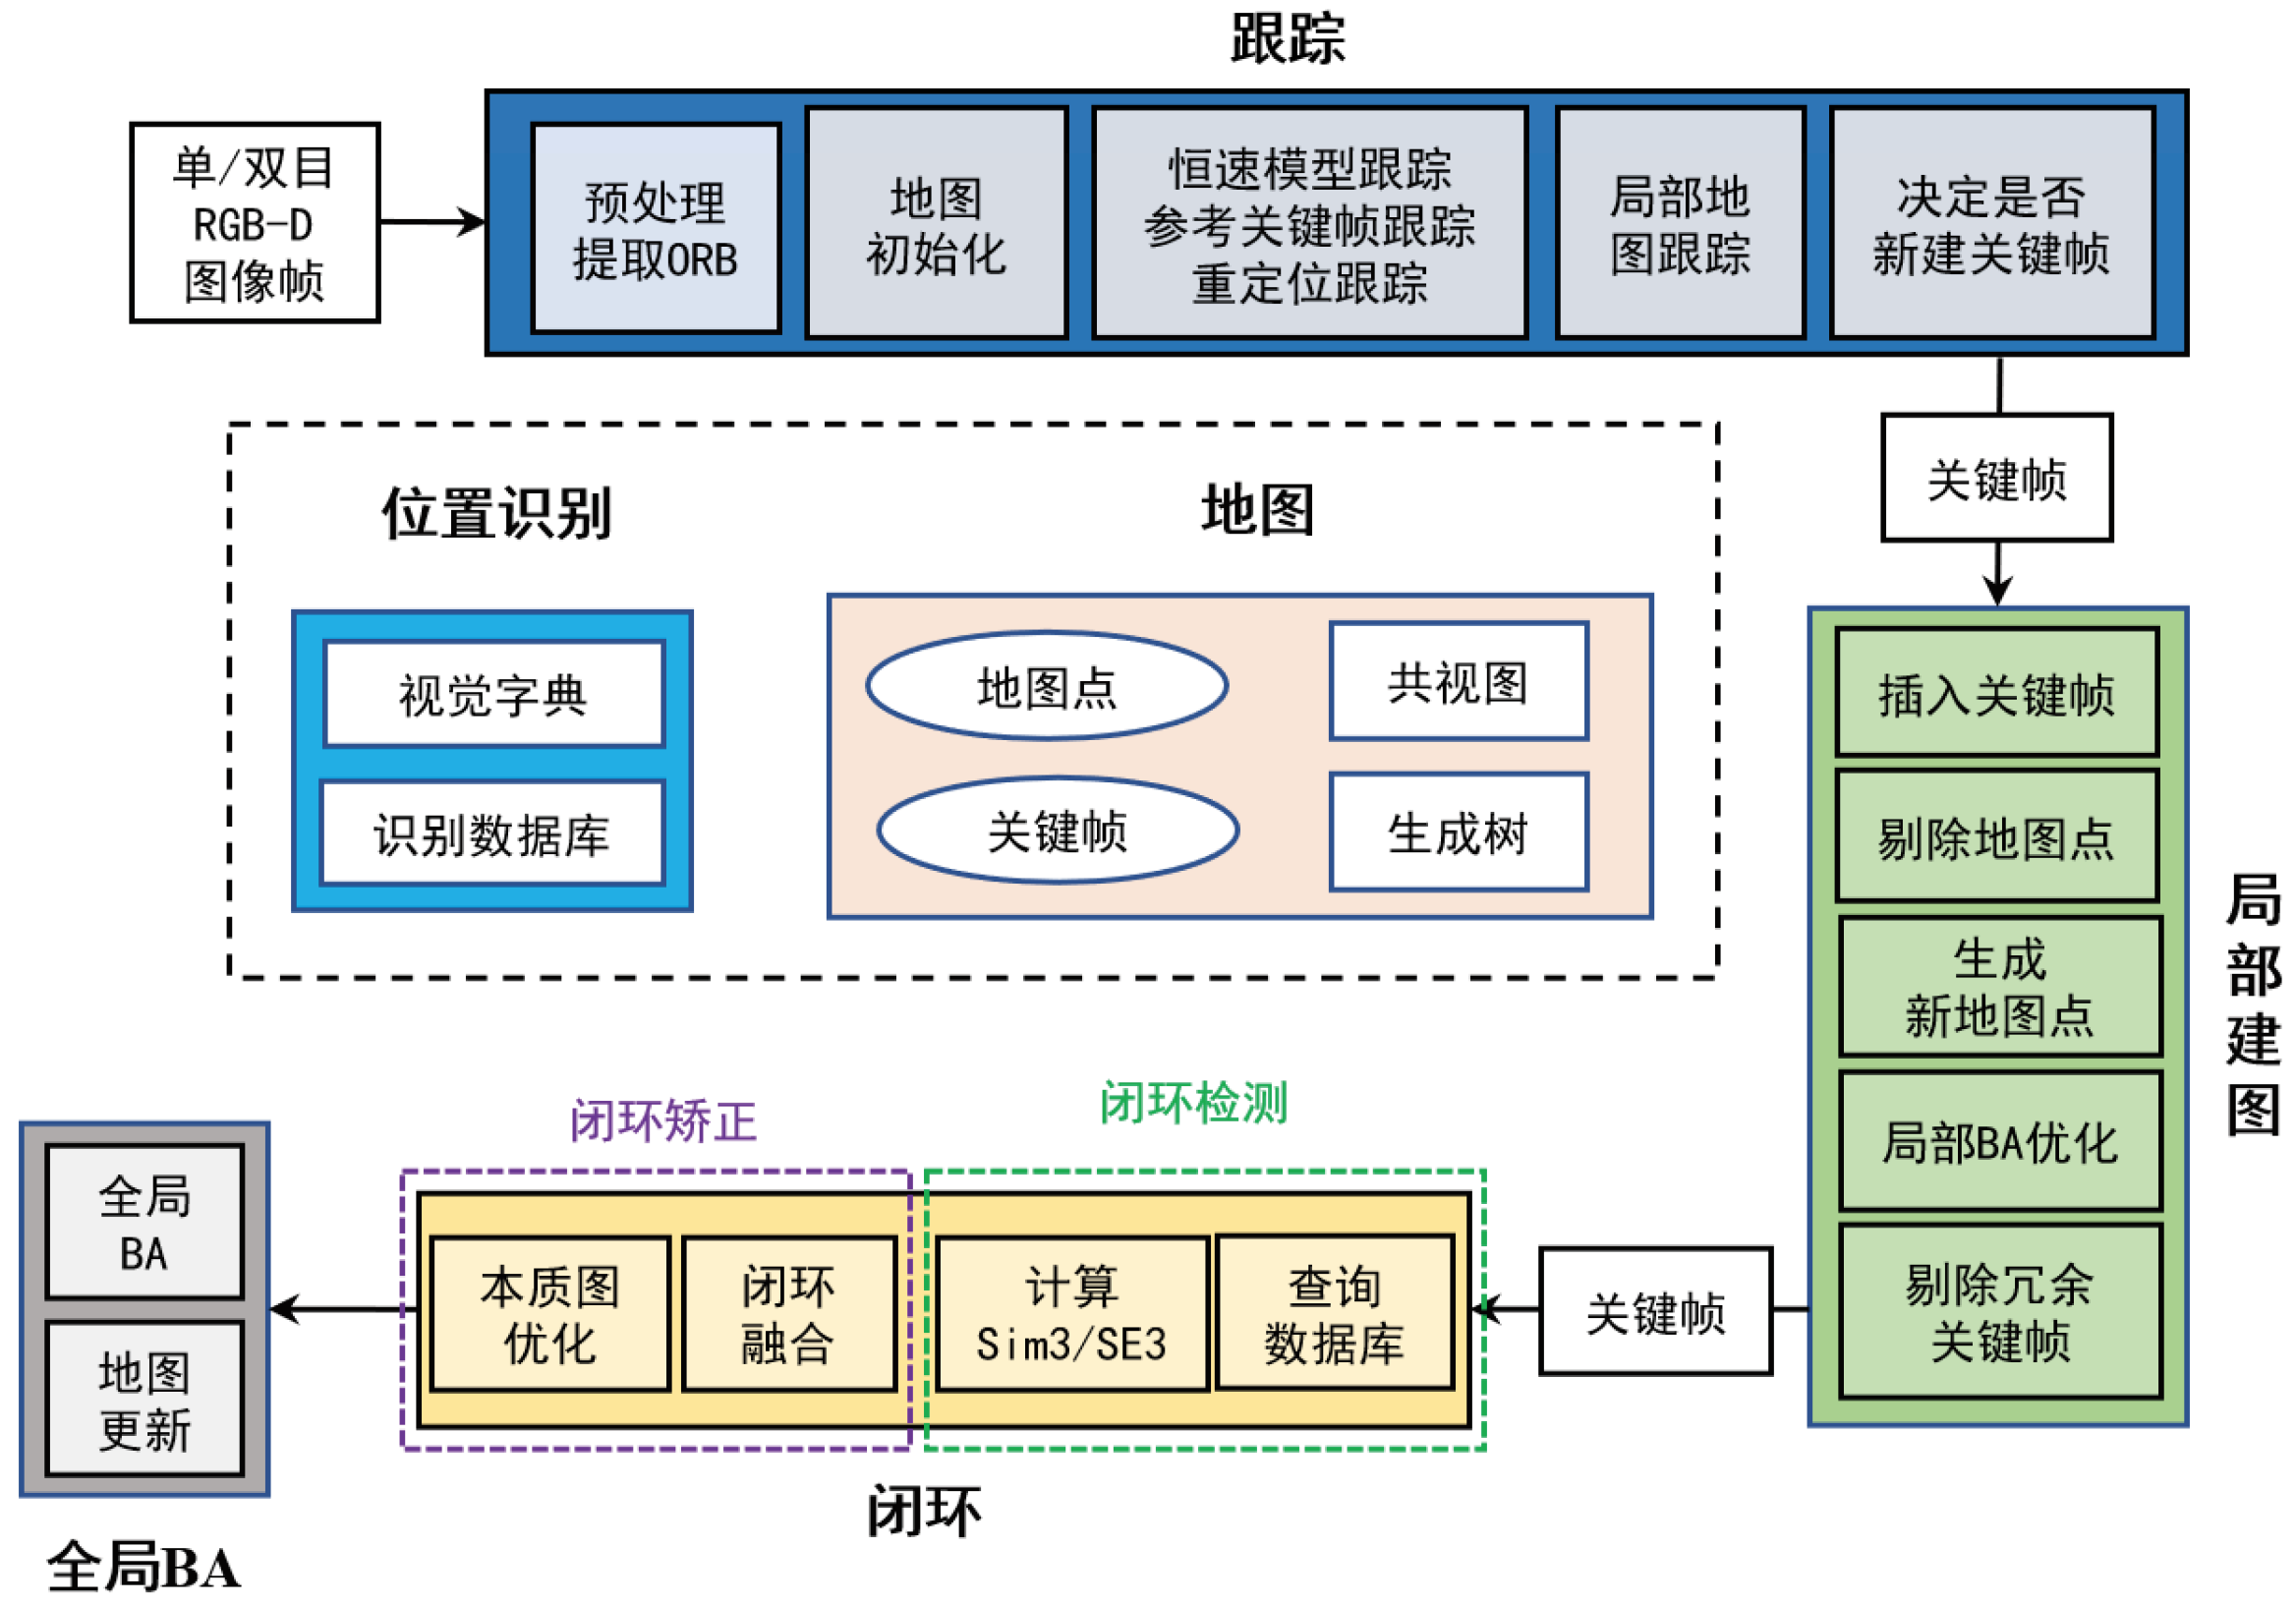 跟踪
单/双目
RGB-D
图像帧
预处理
提取ORB
地图
初始化
恒速模型跟踪
参考关键帧跟踪
重定位跟踪
局部地
图跟踪
决定是否
新建关键帧
关键帧
位置识别
视觉字典
识别数据库
地图
地图点
共视图
关键帧
生成树
插入关键帧
剔除地图点
生成
新地图点
局部BA优化
剔除冗余
关键帧
局部建图
关键帧
闭环矫正
闭环检测
本质图
优化
闭环
融合
计算
Sim3/SE3
查询
数据库
闭环
全局
BA
地图
更新
全局BA